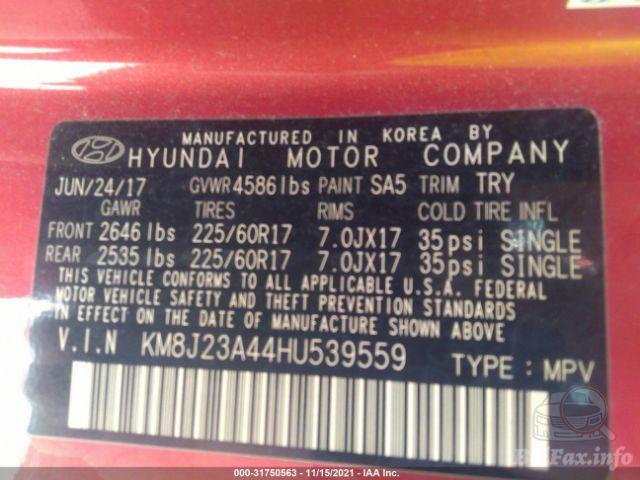 MANUFACTURED IN KOREA BY
HYUNDAI MOTOR COMPANY
JUN/24/17 GVWR 4586 lbs PAINT SA5 TRIM TRY
GAWR TIRES RIMS COLD TIRE INFL
FRONT 2646 lbs 225/60R17 7.0JX17 35psi SINGLE
REAR 2535 lbs 225/60R17 7.0JX17 35psi SINGLE
THIS VEHICLE CONFORMS TO ALL APPLICABLE U.S.A. FEDERAL
MOTOR VEHICLE SAFETY AND THEFT PREVENTION STANDARDS
IN EFFECT ON THE DATE OF MANUFACTURE SHOWN ABOVE.
V.I.N KM8J23A44HU539559 TYPE : MPV
BidFax.info
000-31750563 - 11/15/2021 - IAA Inc.